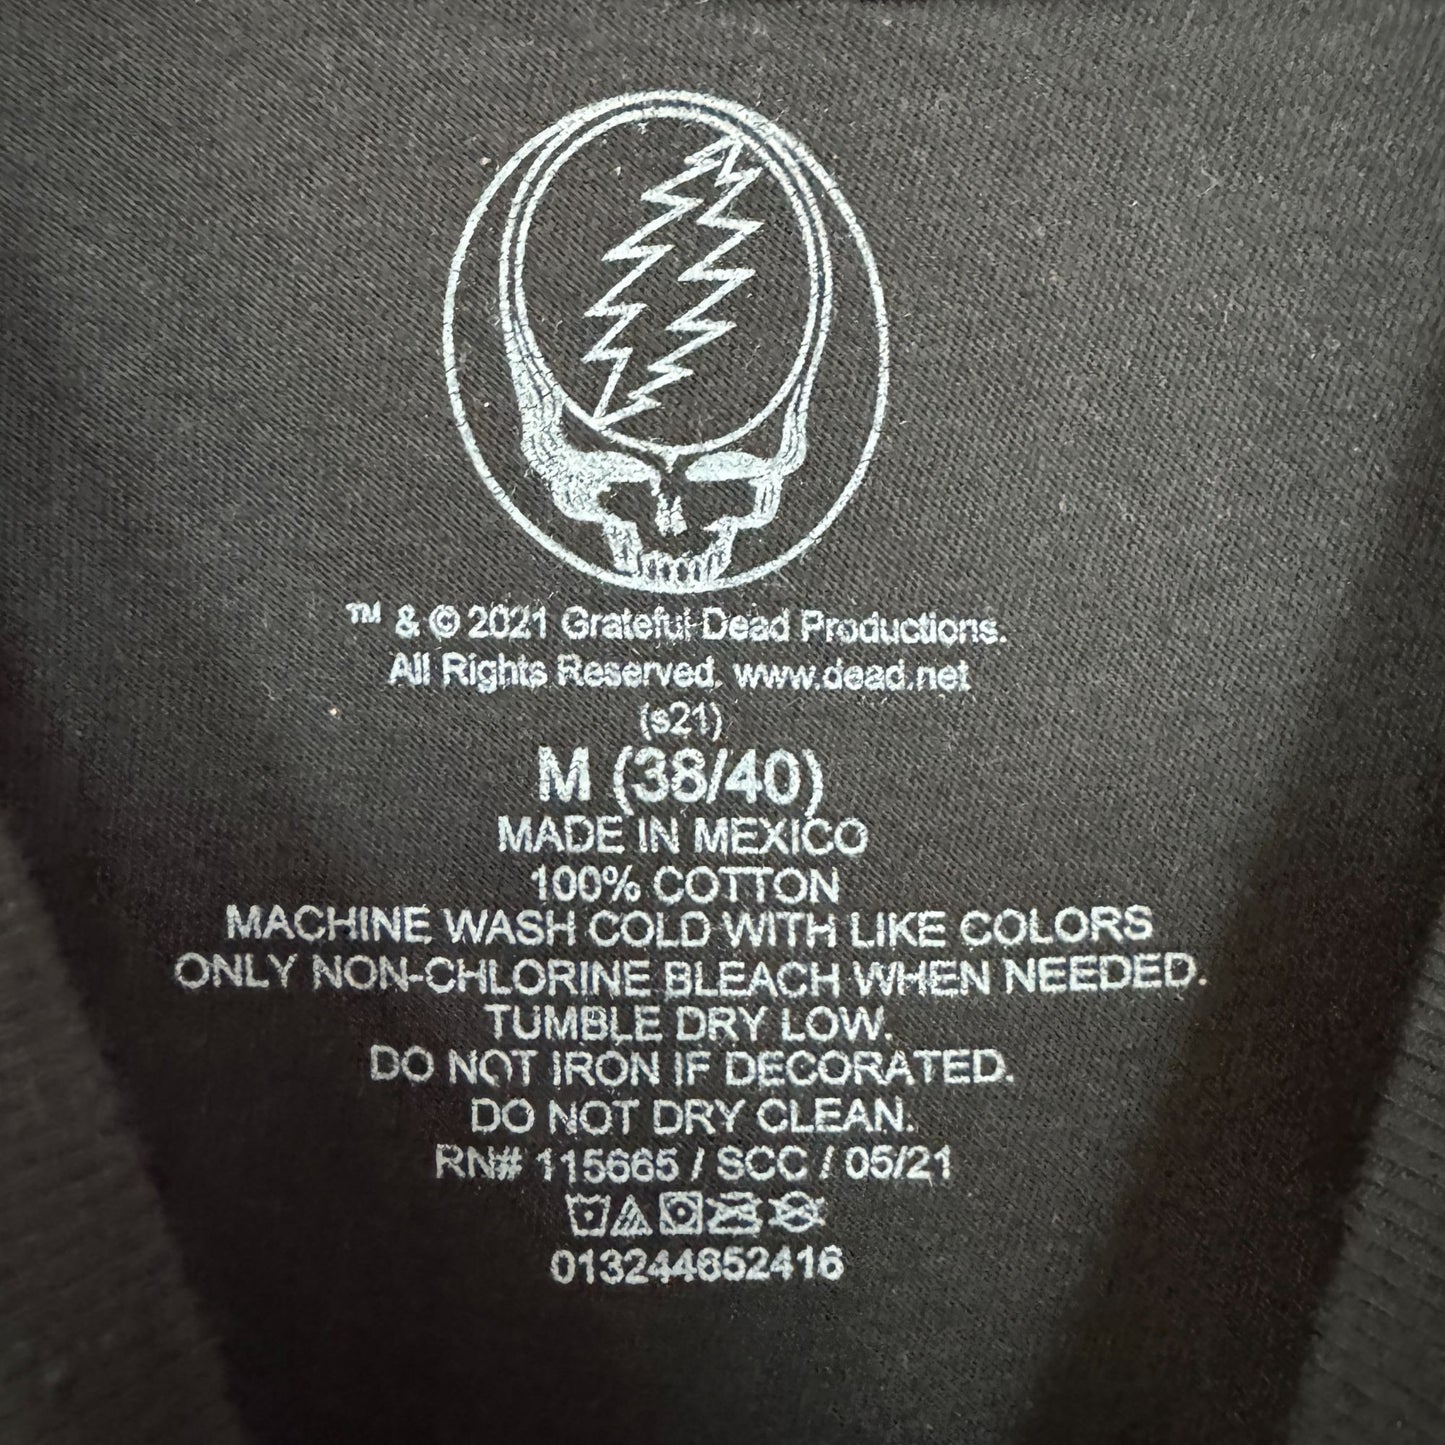 ™ & © 2021 Grateful Dead Productions.
All Rights Reserved. www.dead.net
(s21)
M (38/40)
MADE IN MEXICO
100% COTTON
MACHINE WASH COLD WITH LIKE COLORS
ONLY NON-CHLORINE BLEACH WHEN NEEDED.
TUMBLE DRY LOW.
DO NOT IRON IF DECORATED.
DO NOT DRY CLEAN.
RN# 115665 / SCC / 05/21
013244652416